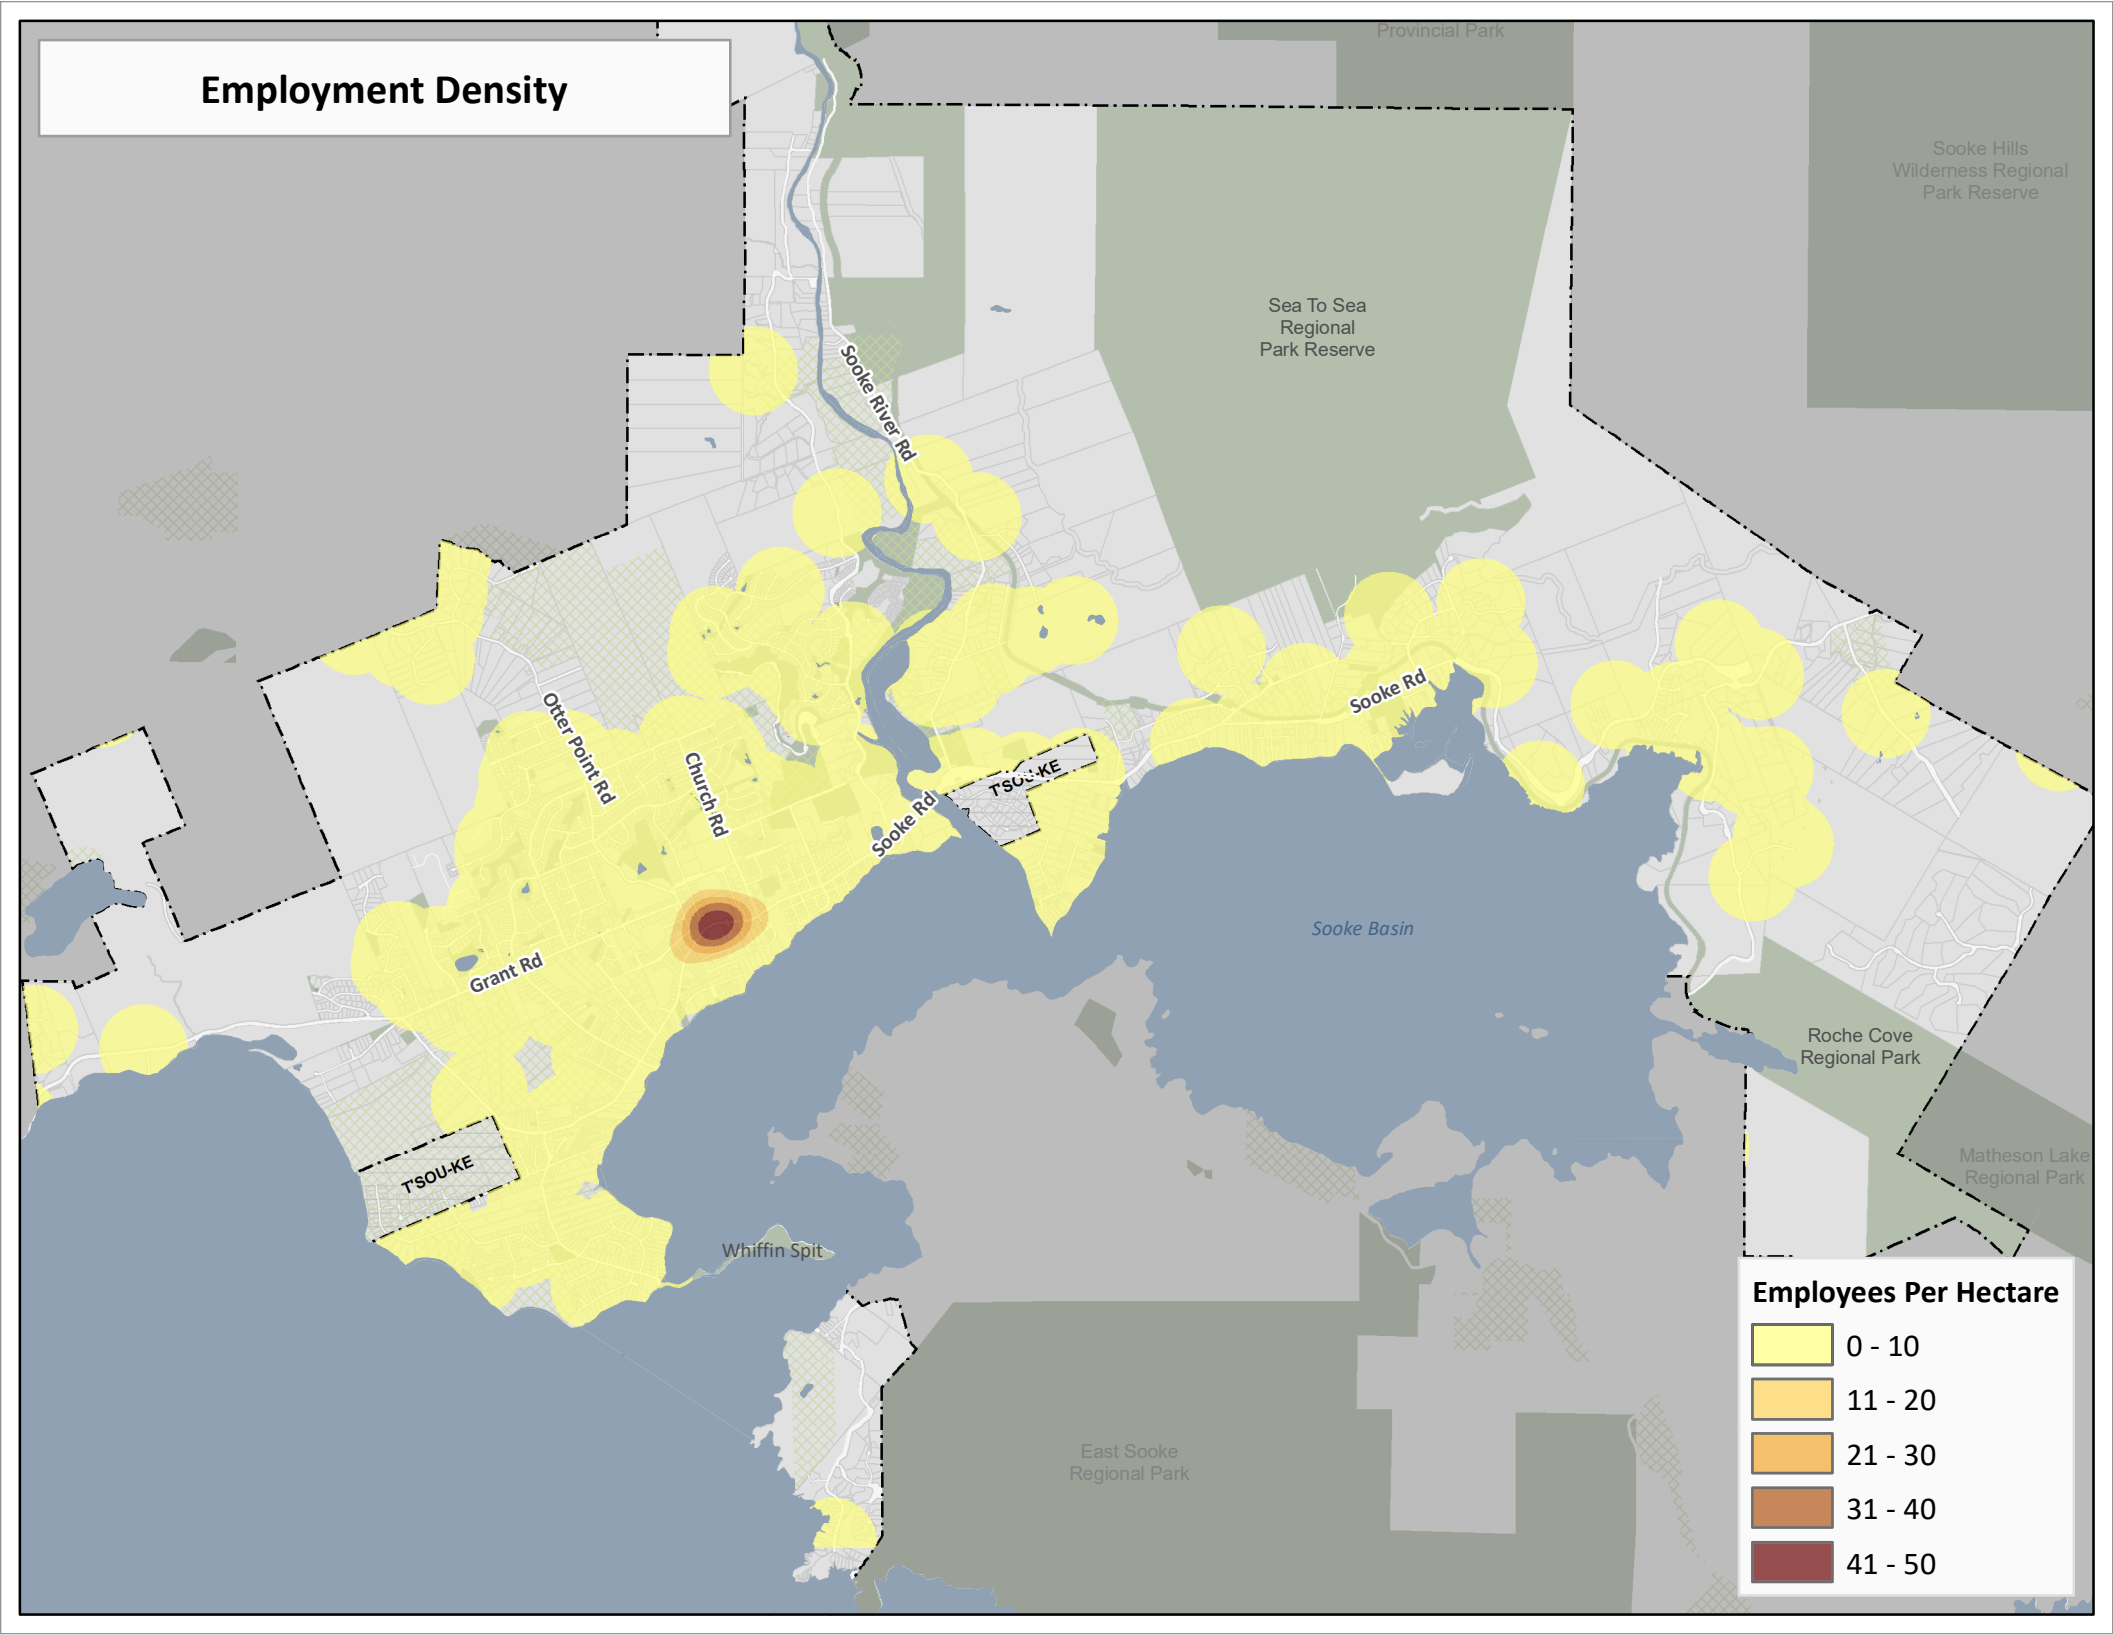 Provincial Park
Employment Density
Sooke Hills
Wilderness Regional
Park Reserve
Sea To Sea
Regional
Park Reserve
Sooke River Rd
Otter Point Rd
Church Rd
Sooke Rd
Sooke Rd
T'SOU-KE
Grant Rd
Sooke Basin
Roche Cove
Regional Park
Matheson Lake
Regional Park
T'SOU-KE
Whiffin Spit
East Sooke
Regional Park
Employees Per Hectare
0 - 10
11 - 20
21 - 30
31 - 40
41 - 50